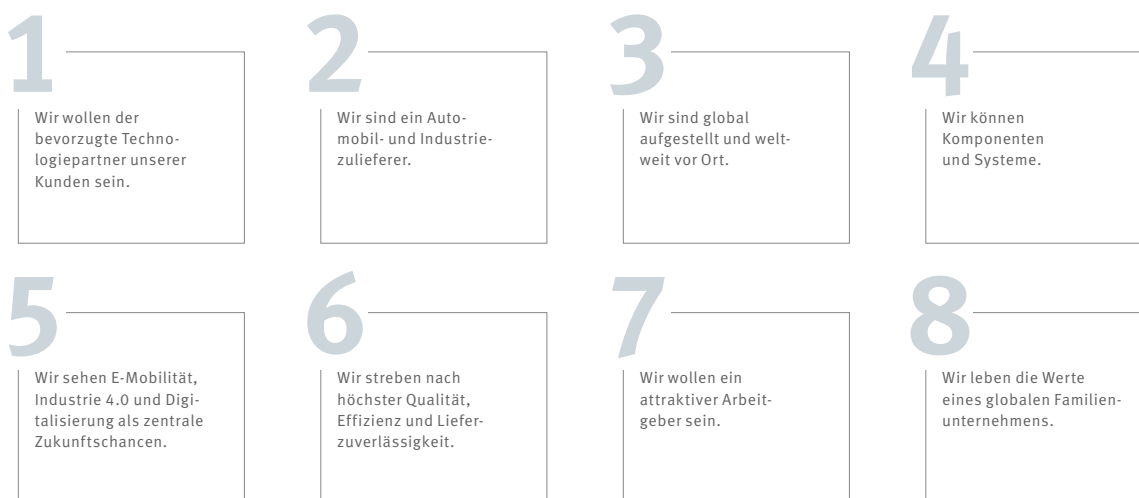 1
Wir wollen der
bevorzugte Techno-
logiepartner unserer
Kunden sein.
2
Wir sind ein Auto-
mobil- und Industrie-
zulieferer.
3
Wir sind global
aufgestellt und welt-
weit vor Ort.
4
Wir können
Komponenten
und Systeme.
5
Wir sehen E-Mobilität,
Industrie 4.0 und Digi-
talisierung als zentrale
Zukunftschancen.
6
Wir streben nach
höchster Qualität,
Effizienz und Liefer-
zuverlässigkeit.
7
Wir wollen ein
attraktiver Arbeit-
geber sein.
8
Wir leben die Werte
eines globalen Familien-
unternehmens.